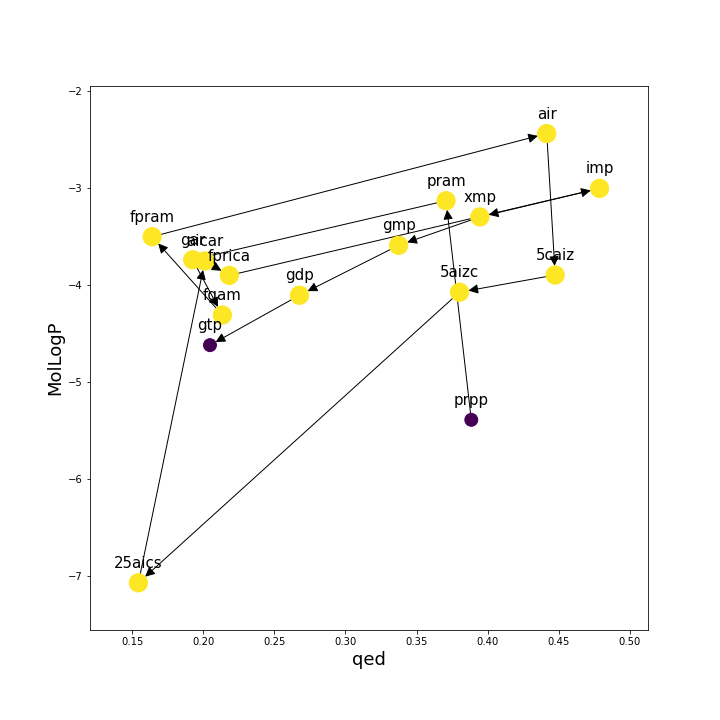 −2
air
imp
−3
pram
xmp
fpram
gmp
gar
aicar
fprica
5caiz
5aizc
−4
gdp
fgam
gtp
MolLogP
−5
prpp
−6
25aics
−7
0.15 0.20 0.25 0.30 0.35 0.40 0.45 0.50
qed